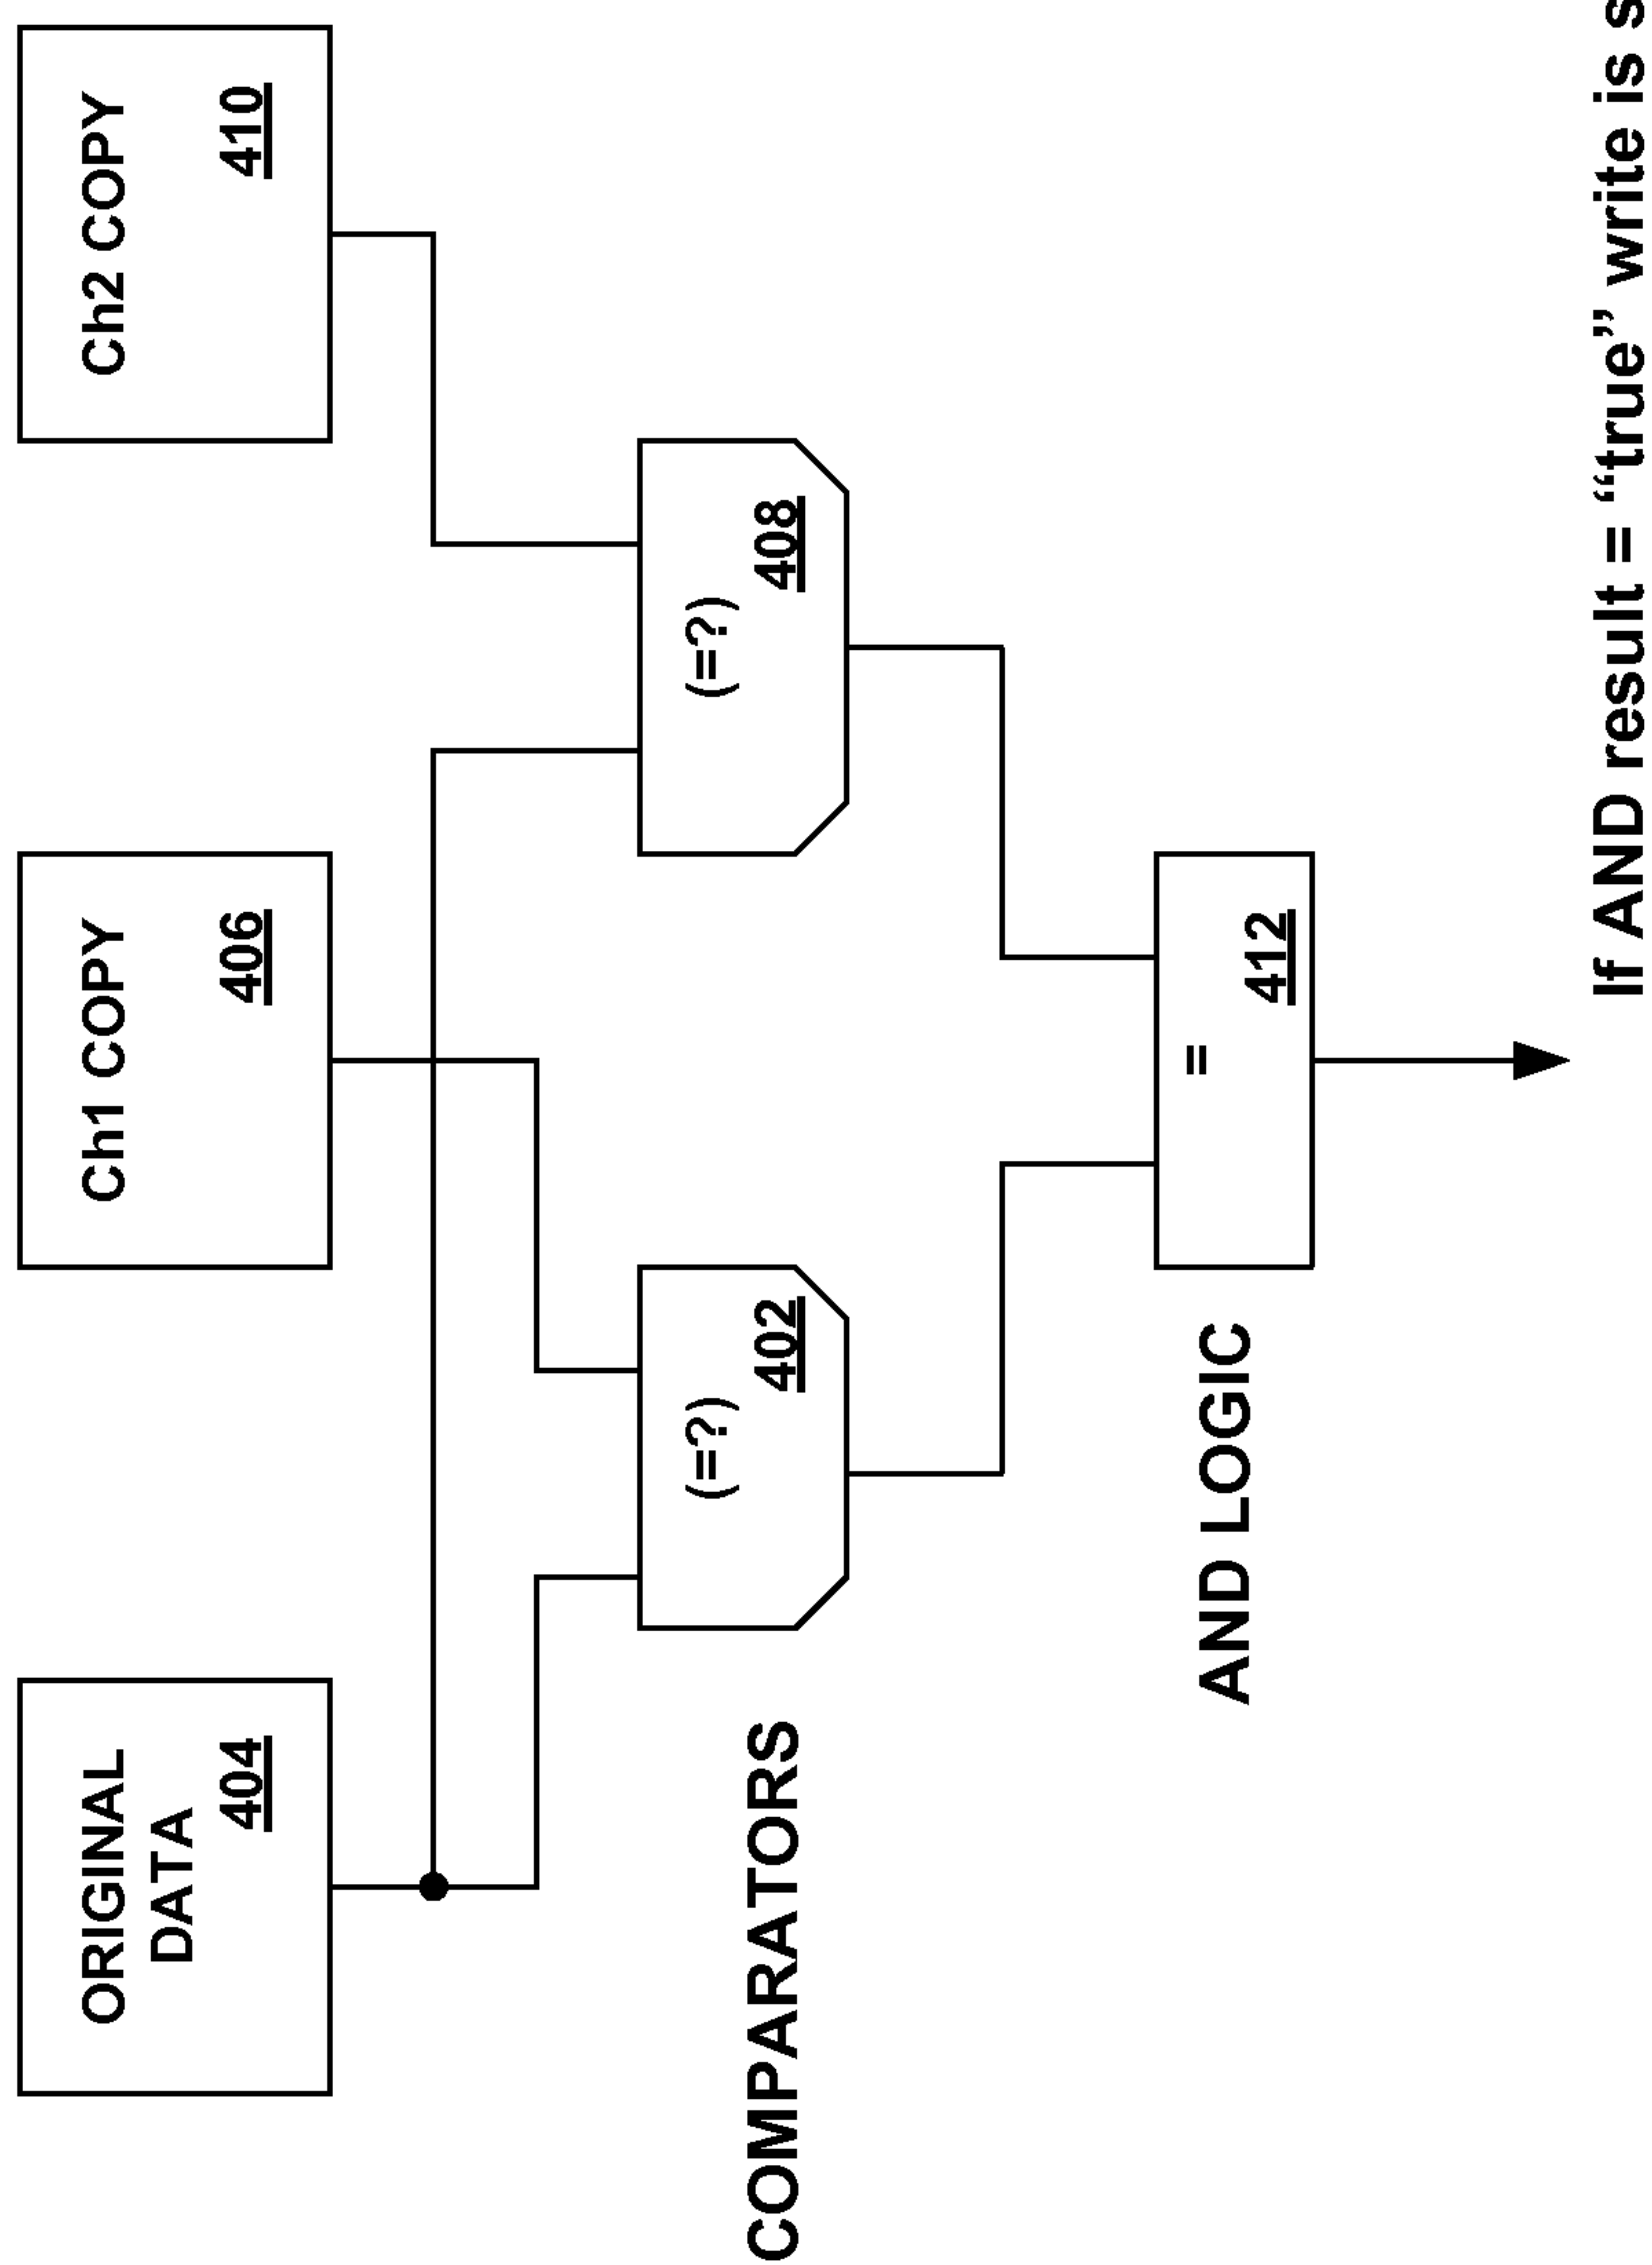 ORIGINAL
DATA
404
Ch1 COPY
406
Ch2 COPY
410
COMPARATORS
(=?)
402
(=?)
408
AND LOGIC
=
412
If AND result = “true” write is